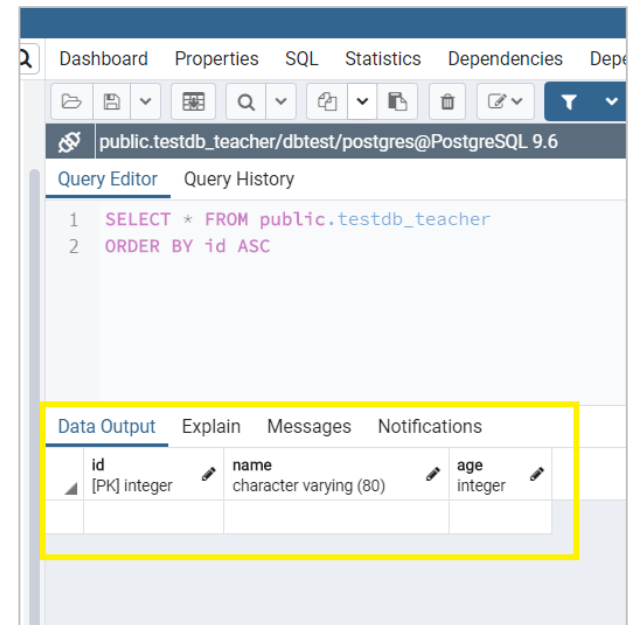 Dashboard Properties SQL Statistics Dependencies Depe
public.testdb_teacher/dbtest/postgres@PostgreSQL 9.6
Query Editor Query History
1 SELECT * FROM public.testdb_teacher
2 ORDER BY id ASC
Data Output Explain Messages Notifications
id name age
[PK] integer character varying (80) integer